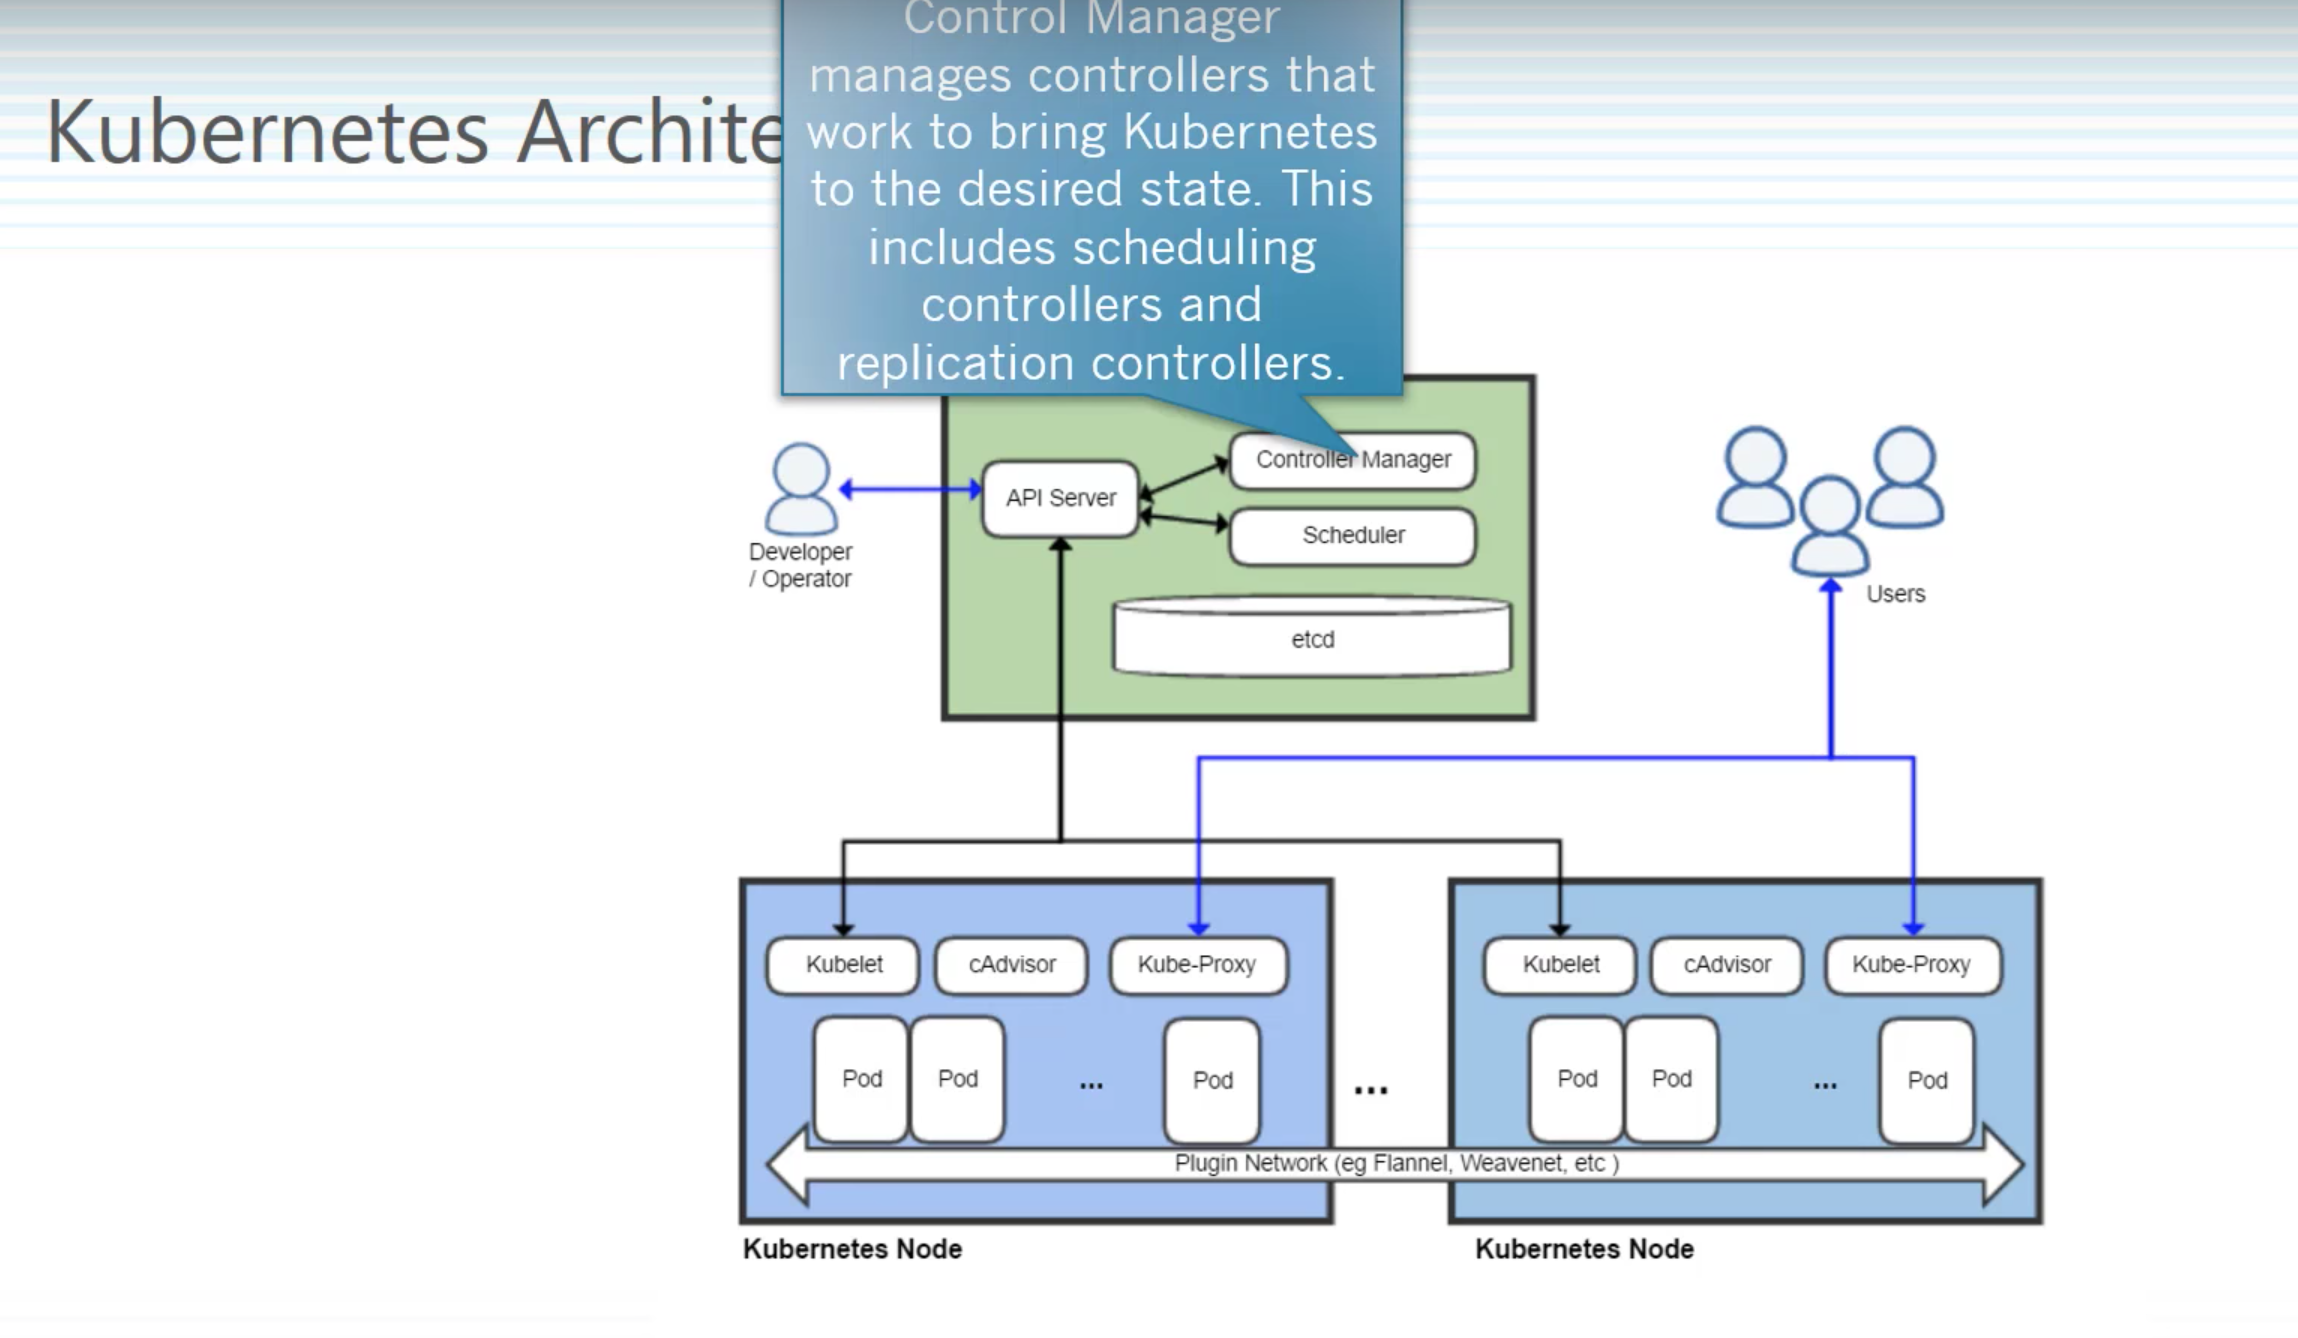 Control Manager
manages controllers that
work to bring Kubernetes
to the desired state. This
includes scheduling
controllers and
replication controllers.
Kubernetes Archite
Controller Manager
API Server
Scheduler
etcd
Developer
/ Operator
Users
Kubelet
cAdvisor
Kube-Proxy
Kubelet
cAdvisor
Kube-Proxy
Pod
Pod
...
Pod
...
Pod
Pod
...
Pod
Plugin Network (eg Flannel, Weavenet, etc )
Kubernetes Node
Kubernetes Node